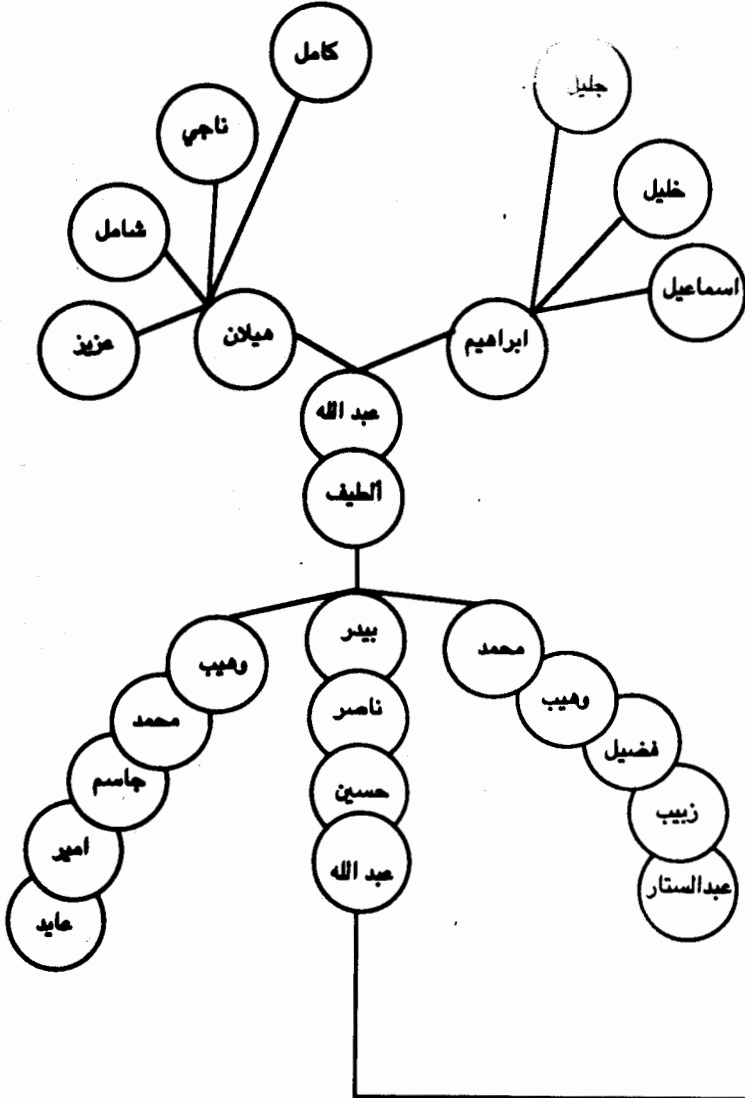 كامل
جليل
ناجي
خليل
شامل
اسماعيل
هيلان
ابراهيم
عزيز
عبد الله
ألطيف
بيدر
محمد
وهيب
ناصر
وهيب
محمد
فضيل
جاسم
حسين
زبيب
امير
عبد الله
عبدالستار
عايد